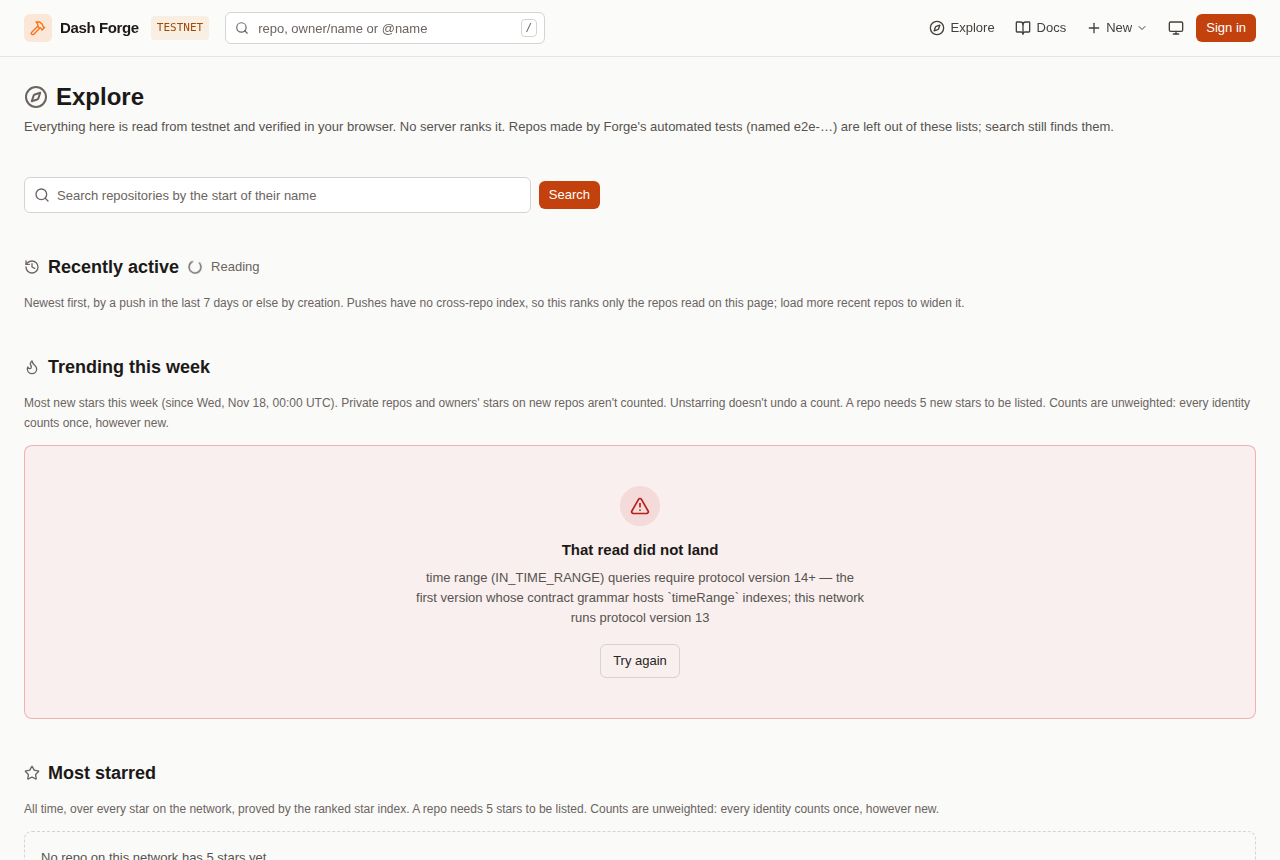 Dash Forge TESTNET repo, owner/name or @name / Explore Docs New Sign in
Explore
Everything here is read from testnet and verified in your browser. No server ranks it. Repos made by Forge's automated tests (named e2e-…) are left out of these lists; search still finds them.
Search repositories by the start of their name Search
Recently active Reading
Newest first, by a push in the last 7 days or else by creation. Pushes have no cross-repo index, so this ranks only the repos read on this page; load more recent repos to widen it.
Trending this week
Most new stars this week (since Wed, Nov 18, 00:00 UTC). Private repos and owners' stars on new repos aren't counted. Unstarring doesn't undo a count. A repo needs 5 new stars to be listed. Counts are unweighted: every identity
counts once, however new.
That read did not land
time range (IN_TIME_RANGE) queries require protocol version 14+ — the
first version whose contract grammar hosts `timeRange` indexes; this network
runs protocol version 13
Try again
Most starred
All time, over every star on the network, proved by the ranked star index. A repo needs 5 stars to be listed. Counts are unweighted: every identity counts once, however new.
No repo on this network has 5 stars yet